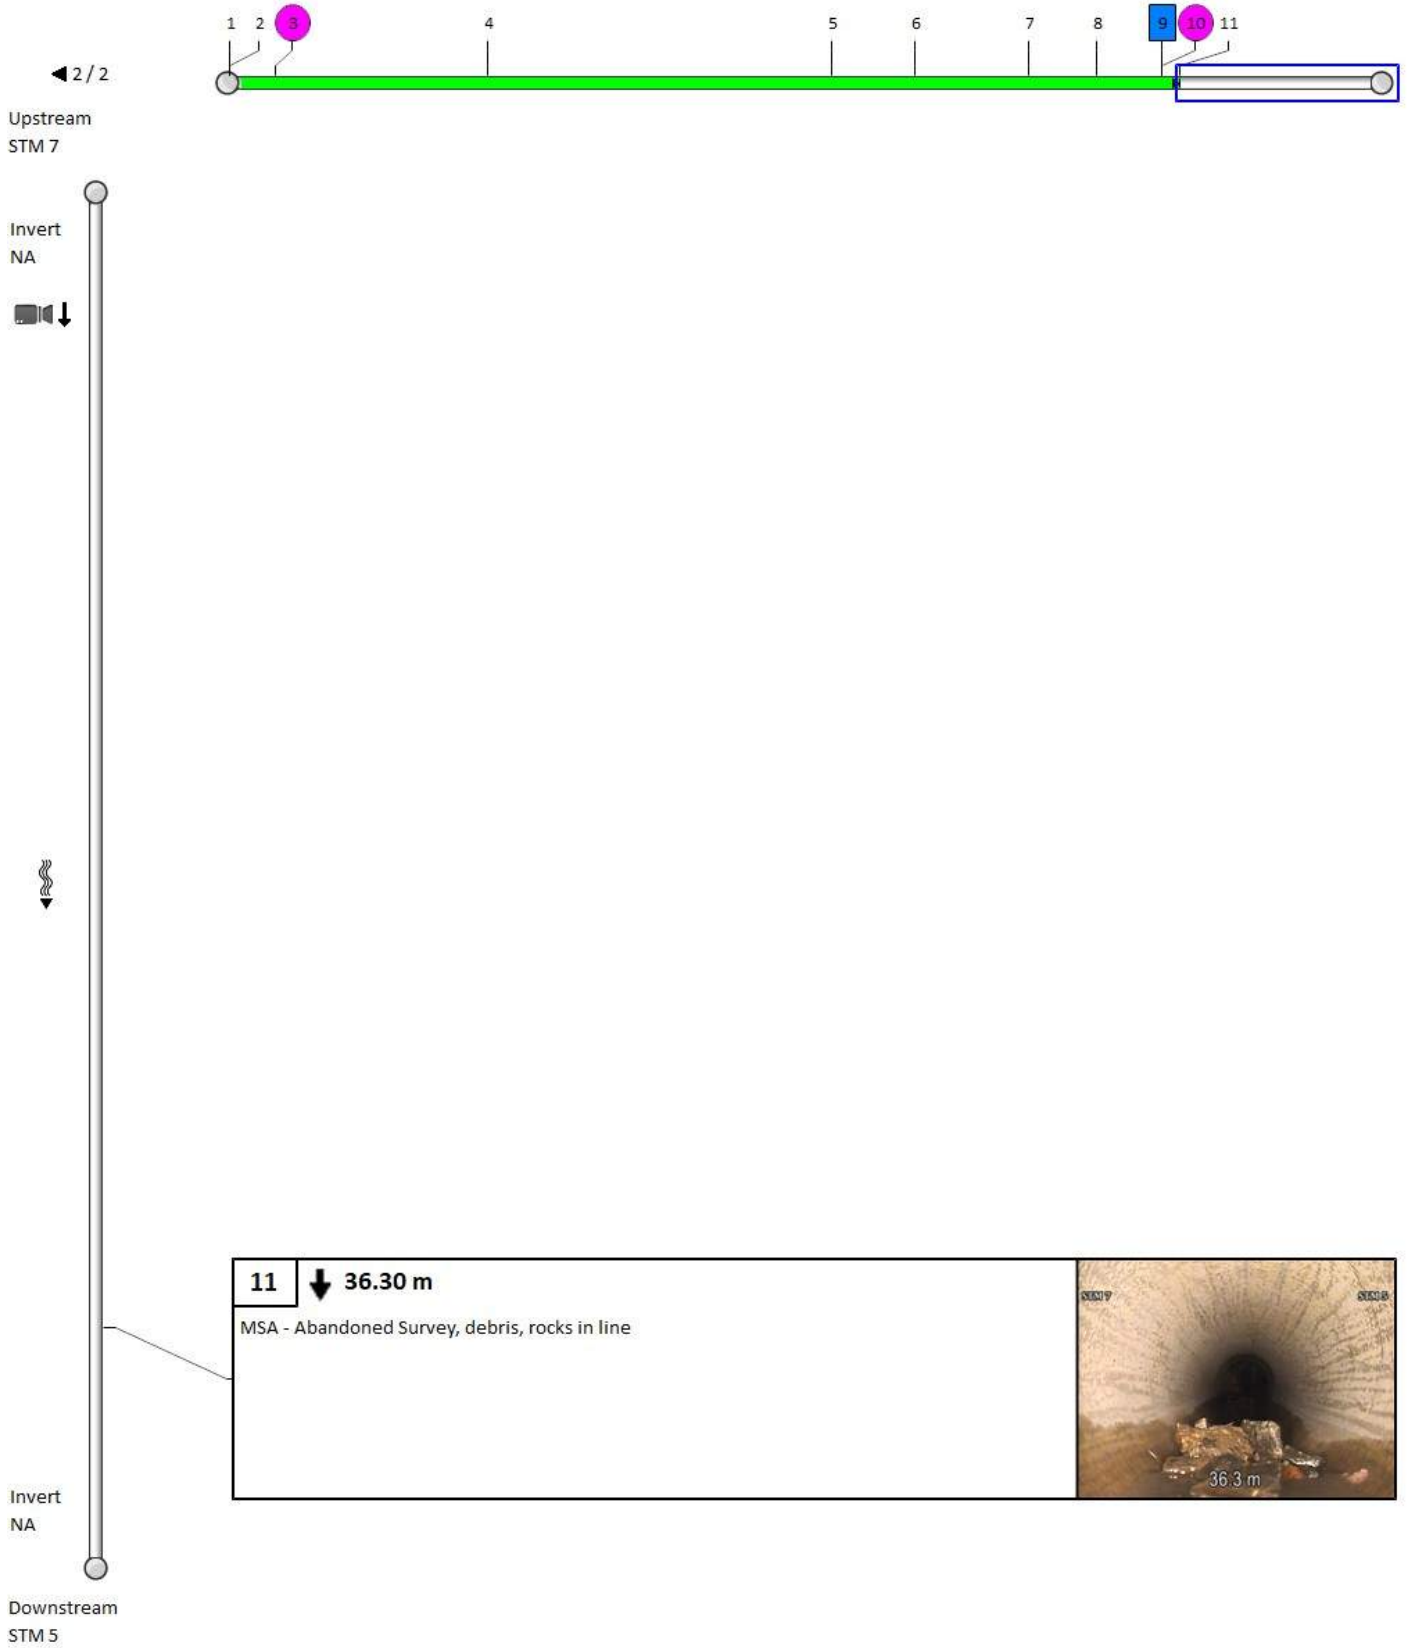 1 2 3 4 5 6 7 8 9 10 11
2 / 2
Upstream
STM 7
Invert
NA
11 36.30 m
MSA - Abandoned Survey, debris, rocks in line
STM 7 STM 5
36.3 m
Invert
NA
Downstream
STM 5